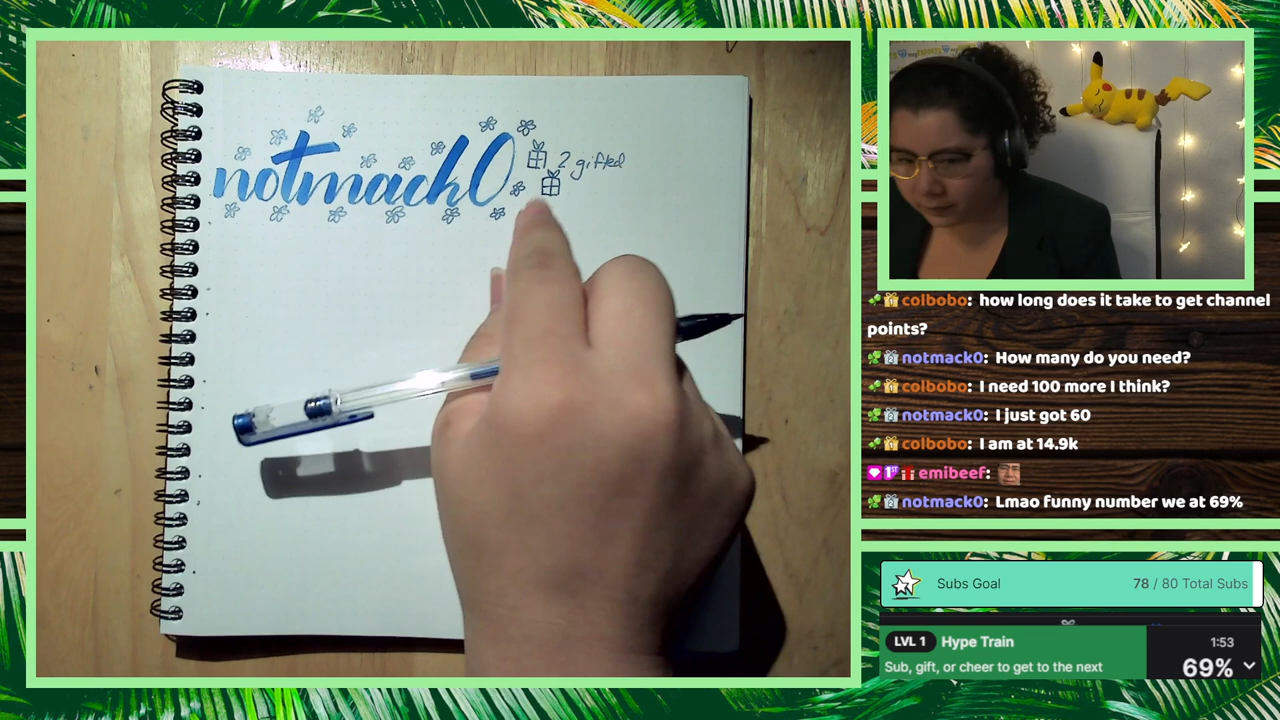 notmack0
2 gifted
colbobo: how long does it take to get channel
points?
notmack0: How many do you need?
colbobo: I need 100 more I think?
notmack0: I just got 60
colbobo: I am at 14.9k
emibeef:
notmack0: Lmao funny number we at 69%
Subs Goal 78 / 80 Total Subs
LVL 1 Hype Train 1:53
Sub, gift, or cheer to get to the next 69%